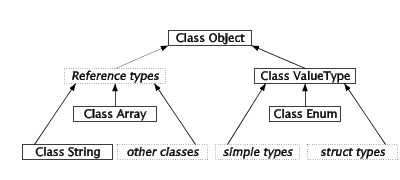 Class Object
Reference types
Class ValueType
Class Array
Class Enum
Class String
other classes
simple types
struct types